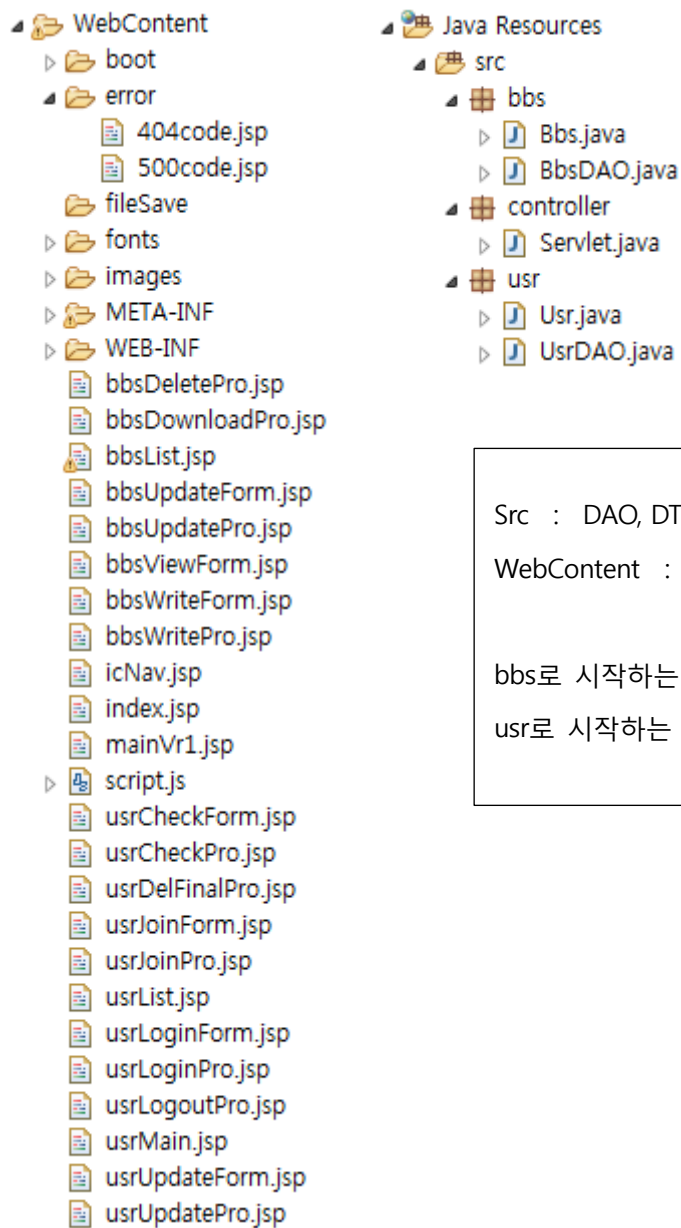 WebContent
boot
error
404code.jsp
500code.jsp
fileSave
fonts
images
META-INF
WEB-INF
bbsDeletePro.jsp
bbsDownloadPro.jsp
bbsList.jsp
bbsUpdateForm.jsp
bbsUpdatePro.jsp
bbsViewForm.jsp
bbsWriteForm.jsp
bbsWritePro.jsp
icNav.jsp
index.jsp
mainVr1.jsp
script.js
usrCheckForm.jsp
usrCheckPro.jsp
usrDelFinalPro.jsp
usrJoinForm.jsp
usrJoinPro.jsp
usrList.jsp
usrLoginForm.jsp
usrLoginPro.jsp
usrLogoutPro.jsp
usrMain.jsp
usrUpdateForm.jsp
usrUpdatePro.jsp
Java Resources
src
bbs
Bbs.java
BbsDAO.java
controller
Servlet.java
usr
Usr.java
UsrDAO.java
Src : DAO, DT
WebContent :
bbs로 시작하는
usr로 시작하는